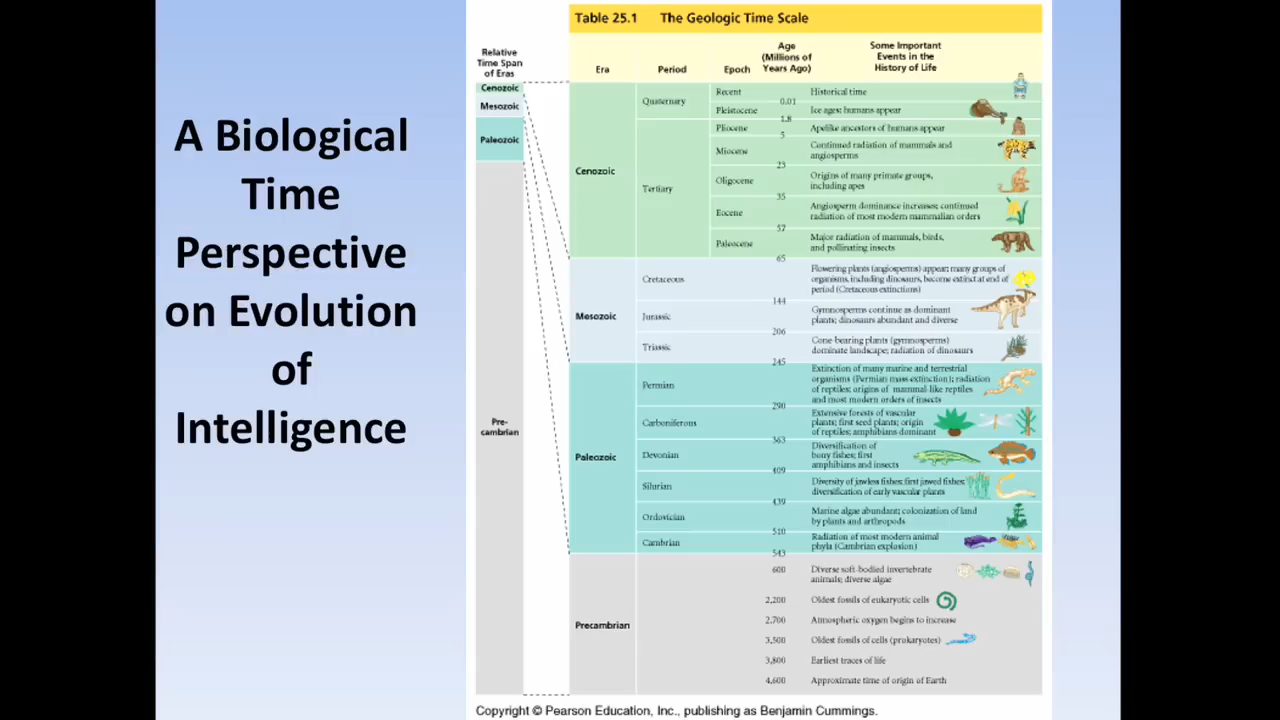 A Biological
Time
Perspective
on Evolution
of
Intelligence
Table 25.1 The Geologic Time Scale
Relative
Time Span
of Eras
Cenozoic
Mesozoic
Paleozoic
Pre-
cambrian
Era
Period
Epoch
Age
(Millions of
Years Ago)
Some Important
Events in the
History of Life
Cenozoic
Quaternary
Recent
Historical time
0.01
Pleistocene
Ice ages; humans appear
1.8
Tertiary
Pliocene
Apelike ancestors of humans appear
5
Miocene
Continued radiation of mammals and
angiosperms
23
Oligocene
Origins of many primate groups,
including apes
35
Eocene
Angiosperm dominance increases; continued
radiation of most modern mammalian orders
57
Paleocene
Major radiation of mammals, birds,
and pollinating insects
65
Mesozoic
Cretaceous
Flowering plants (angiosperms) appear; many groups of
organisms, including dinosaurs, become extinct at end of
period (Cretaceous extinctions)
144
Jurassic
Gymnosperms continue as dominant
plants; dinosaurs abundant and diverse
206
Triassic
Cone-bearing plants (gymnosperms)
dominate landscape; radiation of dinosaurs
245
Paleozoic
Permian
Extinction of many marine and terrestrial
organisms (Permian mass extinction); radiation
of reptiles; origins of mammal-like reptiles
and most modern orders of insects
290
Carboniferous
Extensive forests of vascular
plants; first seed plants; origin
of reptiles; amphibians dominant
363
Devonian
Diversification of
bony fishes; first
amphibians and insects
409
Silurian
Diversity of jawless fishes; first jawed fishes;
diversification of early vascular plants
439
Ordovician
Marine algae abundant; colonization of land
by plants and arthropods
510
Cambrian
Radiation of most modern animal
phyla (Cambrian explosion)
543
Precambrian
600
Diverse soft-bodied invertebrate
animals; diverse algae
2,200
Oldest fossils of eukaryotic cells
2,700
Atmospheric oxygen begins to increase
3,500
Oldest fossils of cells (prokaryotes)
3,800
Earliest traces of life
4,600
Approximate time of origin of Earth
Copyright © Pearson Education, Inc., publishing as Benjamin Cummings.